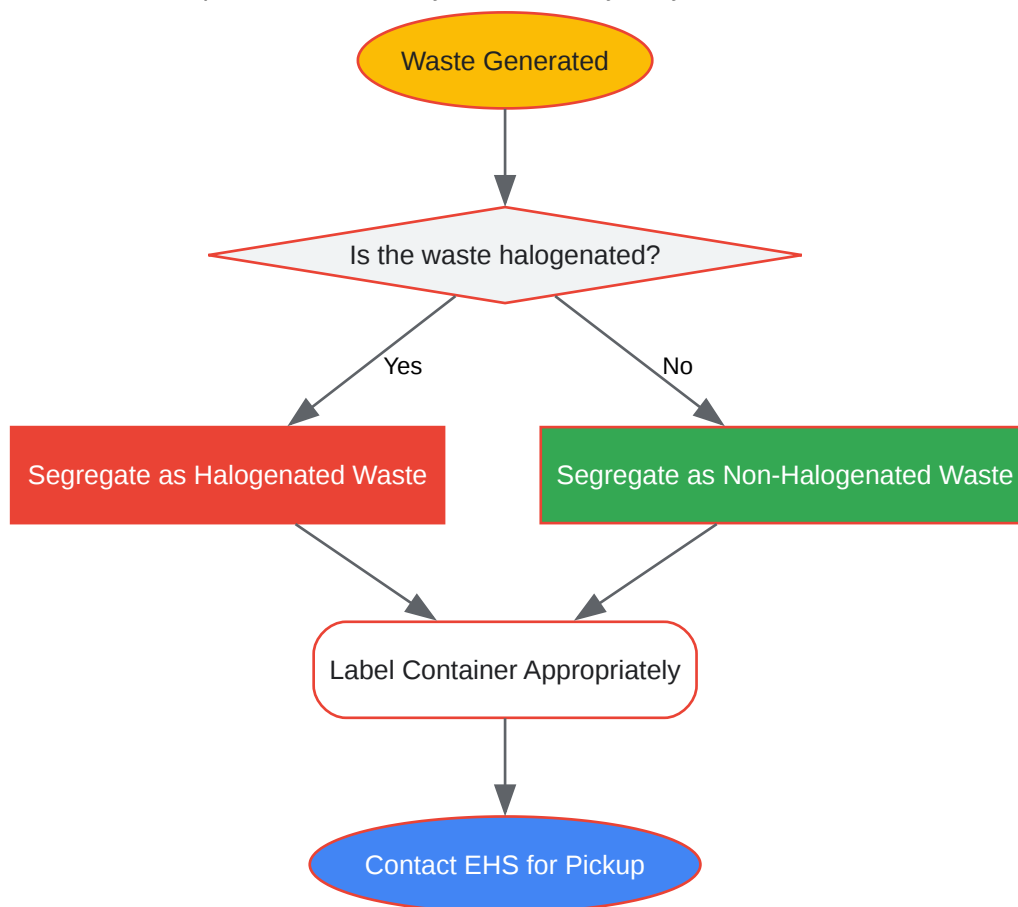 Waste Generated
Is the waste halogenated?
Yes
No
Segregate as Halogenated Waste
Segregate as Non-Halogenated Waste
Label Container Appropriately
Contact EHS for Pickup